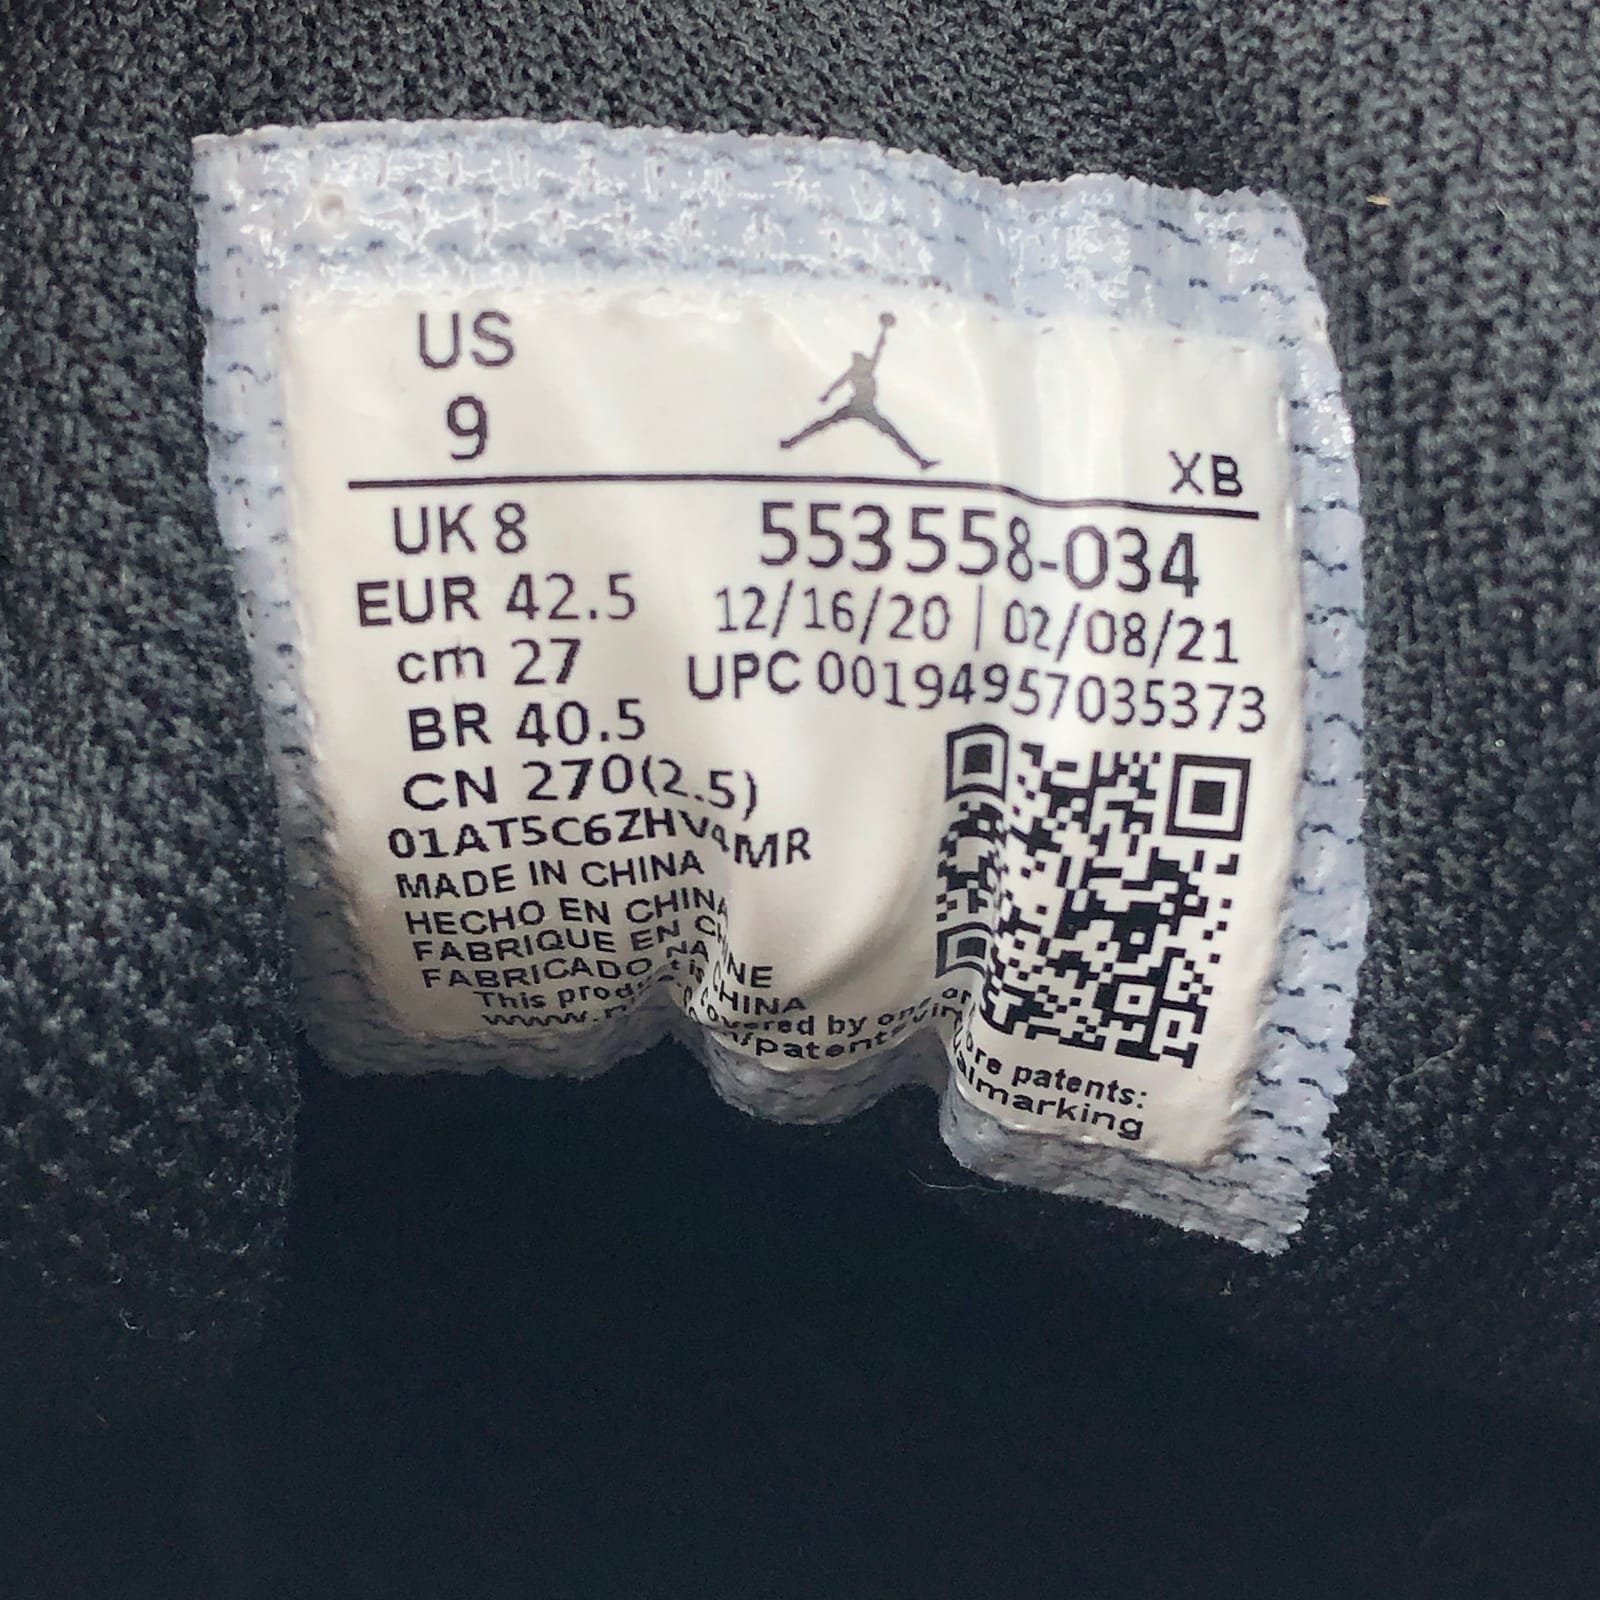 US
9
XB
UK 8
EUR 42.5
cm 27
BR 40.5
CN 270(2.5)
553558-034
12/16/20 | 02/08/21
UPC 00194957035373
01AT5C6ZHV4MR
MADE IN CHINA
HECHO EN CHINA
FABRIQUE EN CHINE
FABRICADO NA CHINA
This by patents: